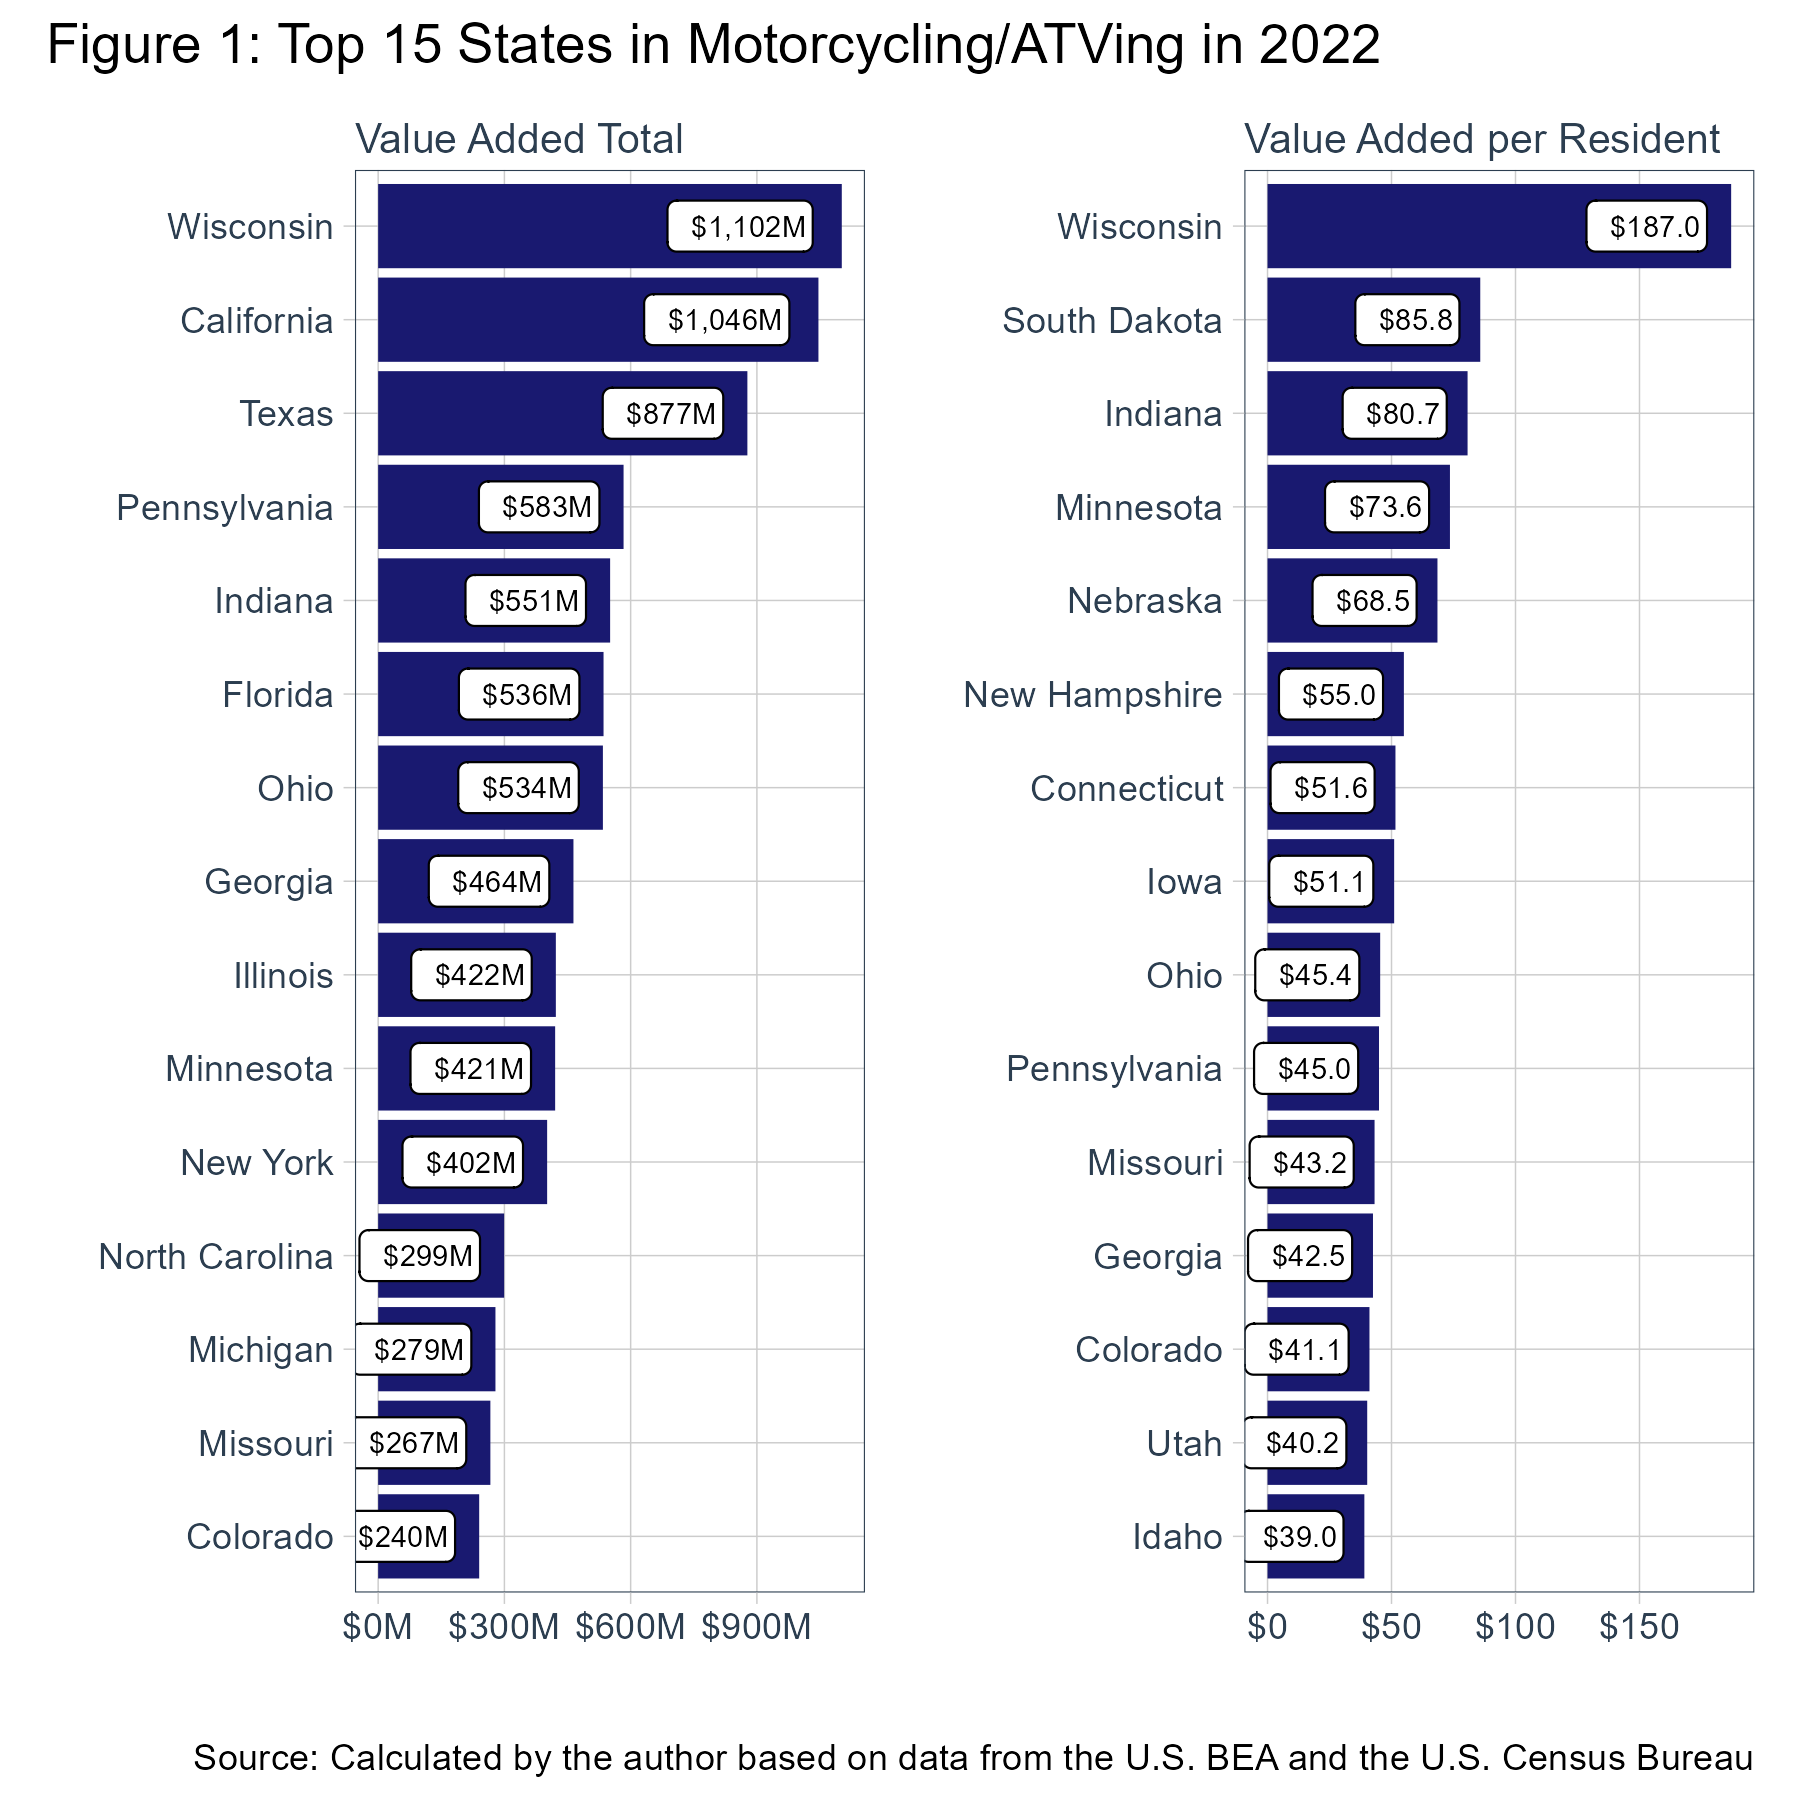 Figure 1: Top 15 States in Motorcycling/ATVing in 2022
Value Added Total
Wisconsin $1,102M
California $1,046M
Texas $877M
Pennsylvania $583M
Indiana $551M
Florida $536M
Ohio $534M
Georgia $464M
Illinois $422M
Minnesota $421M
New York $402M
North Carolina $299M
Michigan $279M
Missouri $267M
Colorado $240M
$0M $300M $600M $900M
Value Added per Resident
Wisconsin $187.0
South Dakota $85.8
Indiana $80.7
Minnesota $73.6
Nebraska $68.5
New Hampshire $55.0
Connecticut $51.6
Iowa $51.1
Ohio $45.4
Pennsylvania $45.0
Missouri $43.2
Georgia $42.5
Colorado $41.1
Utah $40.2
Idaho $39.0
$0 $50 $100 $150
Source: Calculated by the author based on data from the U.S. BEA and the U.S. Census Bureau